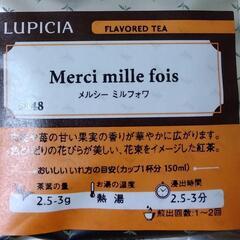 LUPICIA
FLAVORED TEA
Merci mille fois
メルシー ミルフォワ
48
苺の甘い果実の香りが華やかに広がります。
りどりの花びらが美しい、花束をイメージした紅茶。
おいしいいれ方の目安(カップ1杯分 150ml)
茶葉の量 お湯の温度 浸出時間
2.5-3g 熱湯 2.5-3分
煎出回数:1~2回